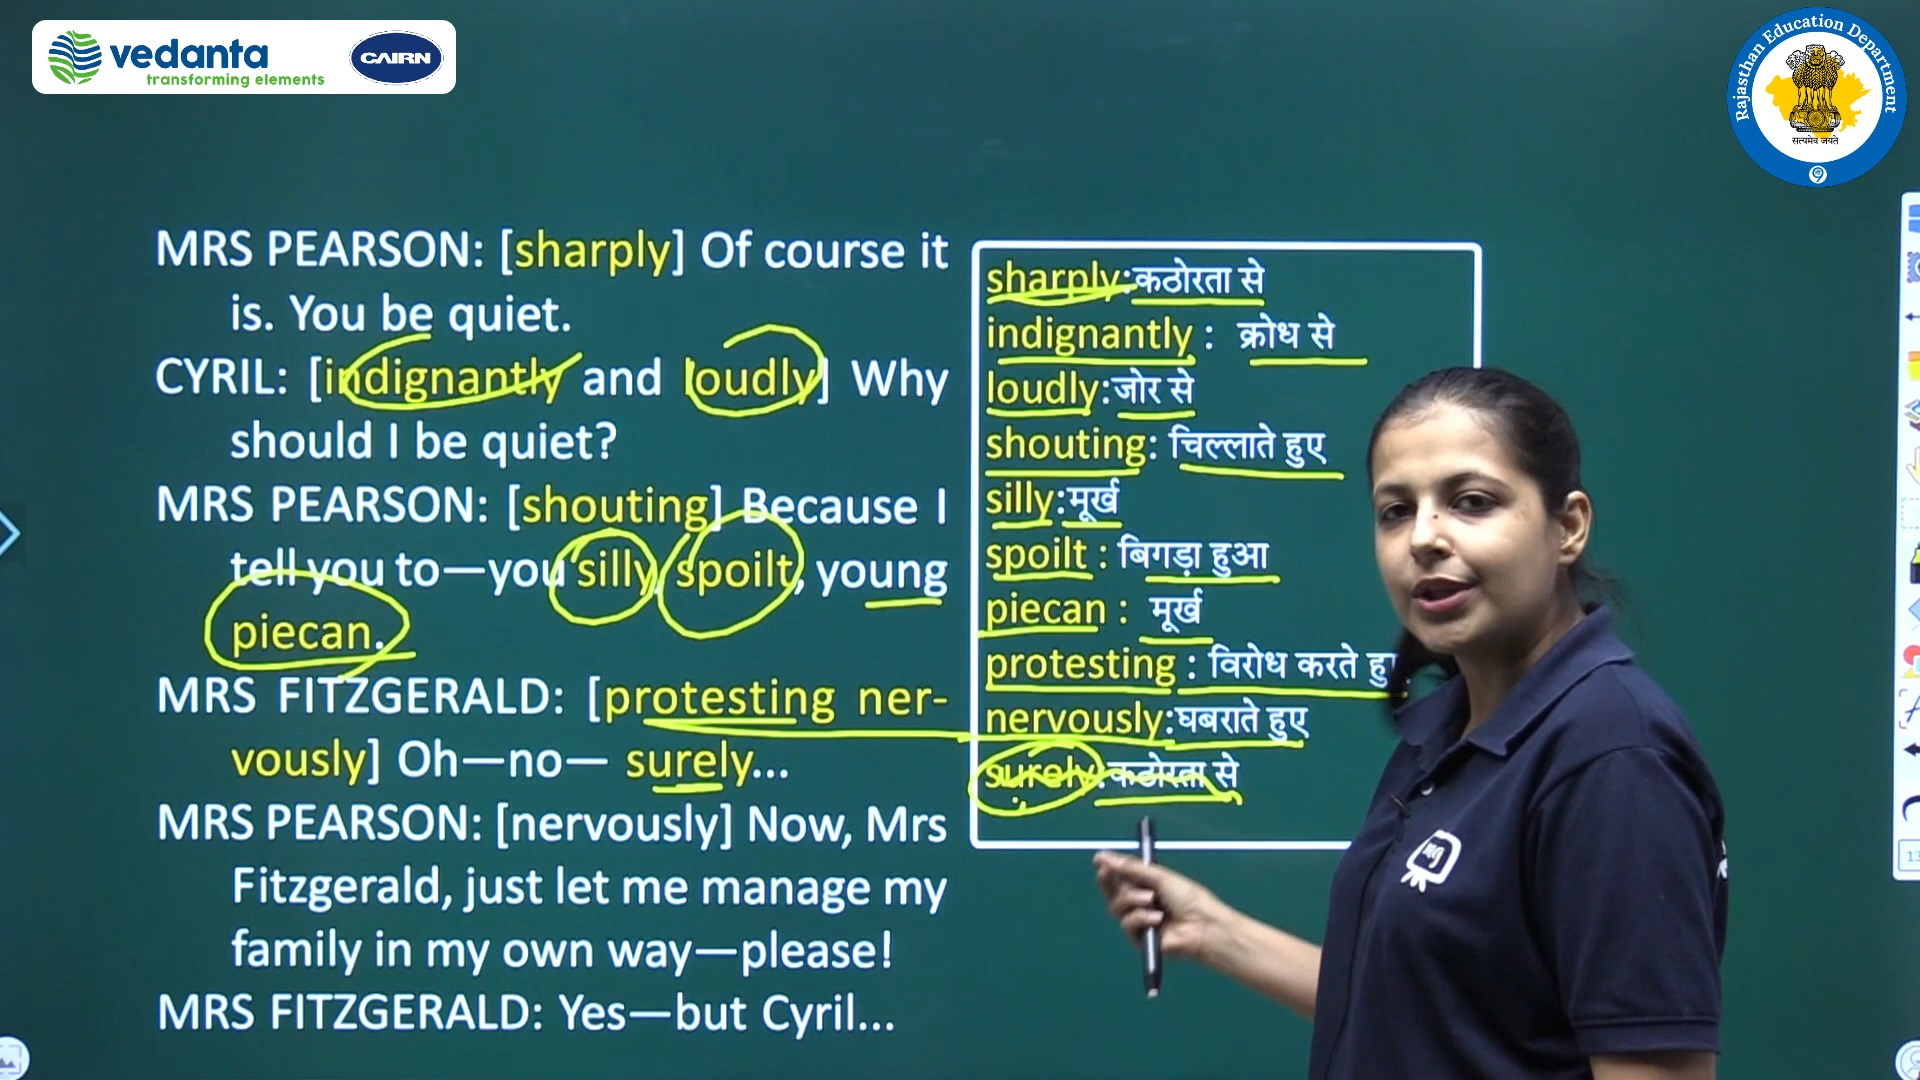 vedanta
transforming elements
CAIRN
Rajasthan Education Department
सत्यमेव जयते
MRS PEARSON: [sharply] Of course it
is. You be quiet.
CYRIL: [indignantly and loudly] Why
should I be quiet?
MRS PEARSON: [shouting] Because I
tell you to—you silly, spoilt, young
piecan.
MRS FITZGERALD: [protesting ner-
vously] Oh—no— surely...
MRS PEARSON: [nervously] Now, Mrs
Fitzgerald, just let me manage my
family in my own way—please!
MRS FITZGERALD: Yes—but Cyril...
sharply:कठोरता से
indignantly : क्रोध से
loudly:जोर से
shouting: चिल्लाते हुए
silly:मूर्ख
spoilt : बिगड़ा हुआ
piecan : मूर्ख
protesting : विरोध करते हु
nervously:घबराते हुए
surely:कठोरता से
mg
13